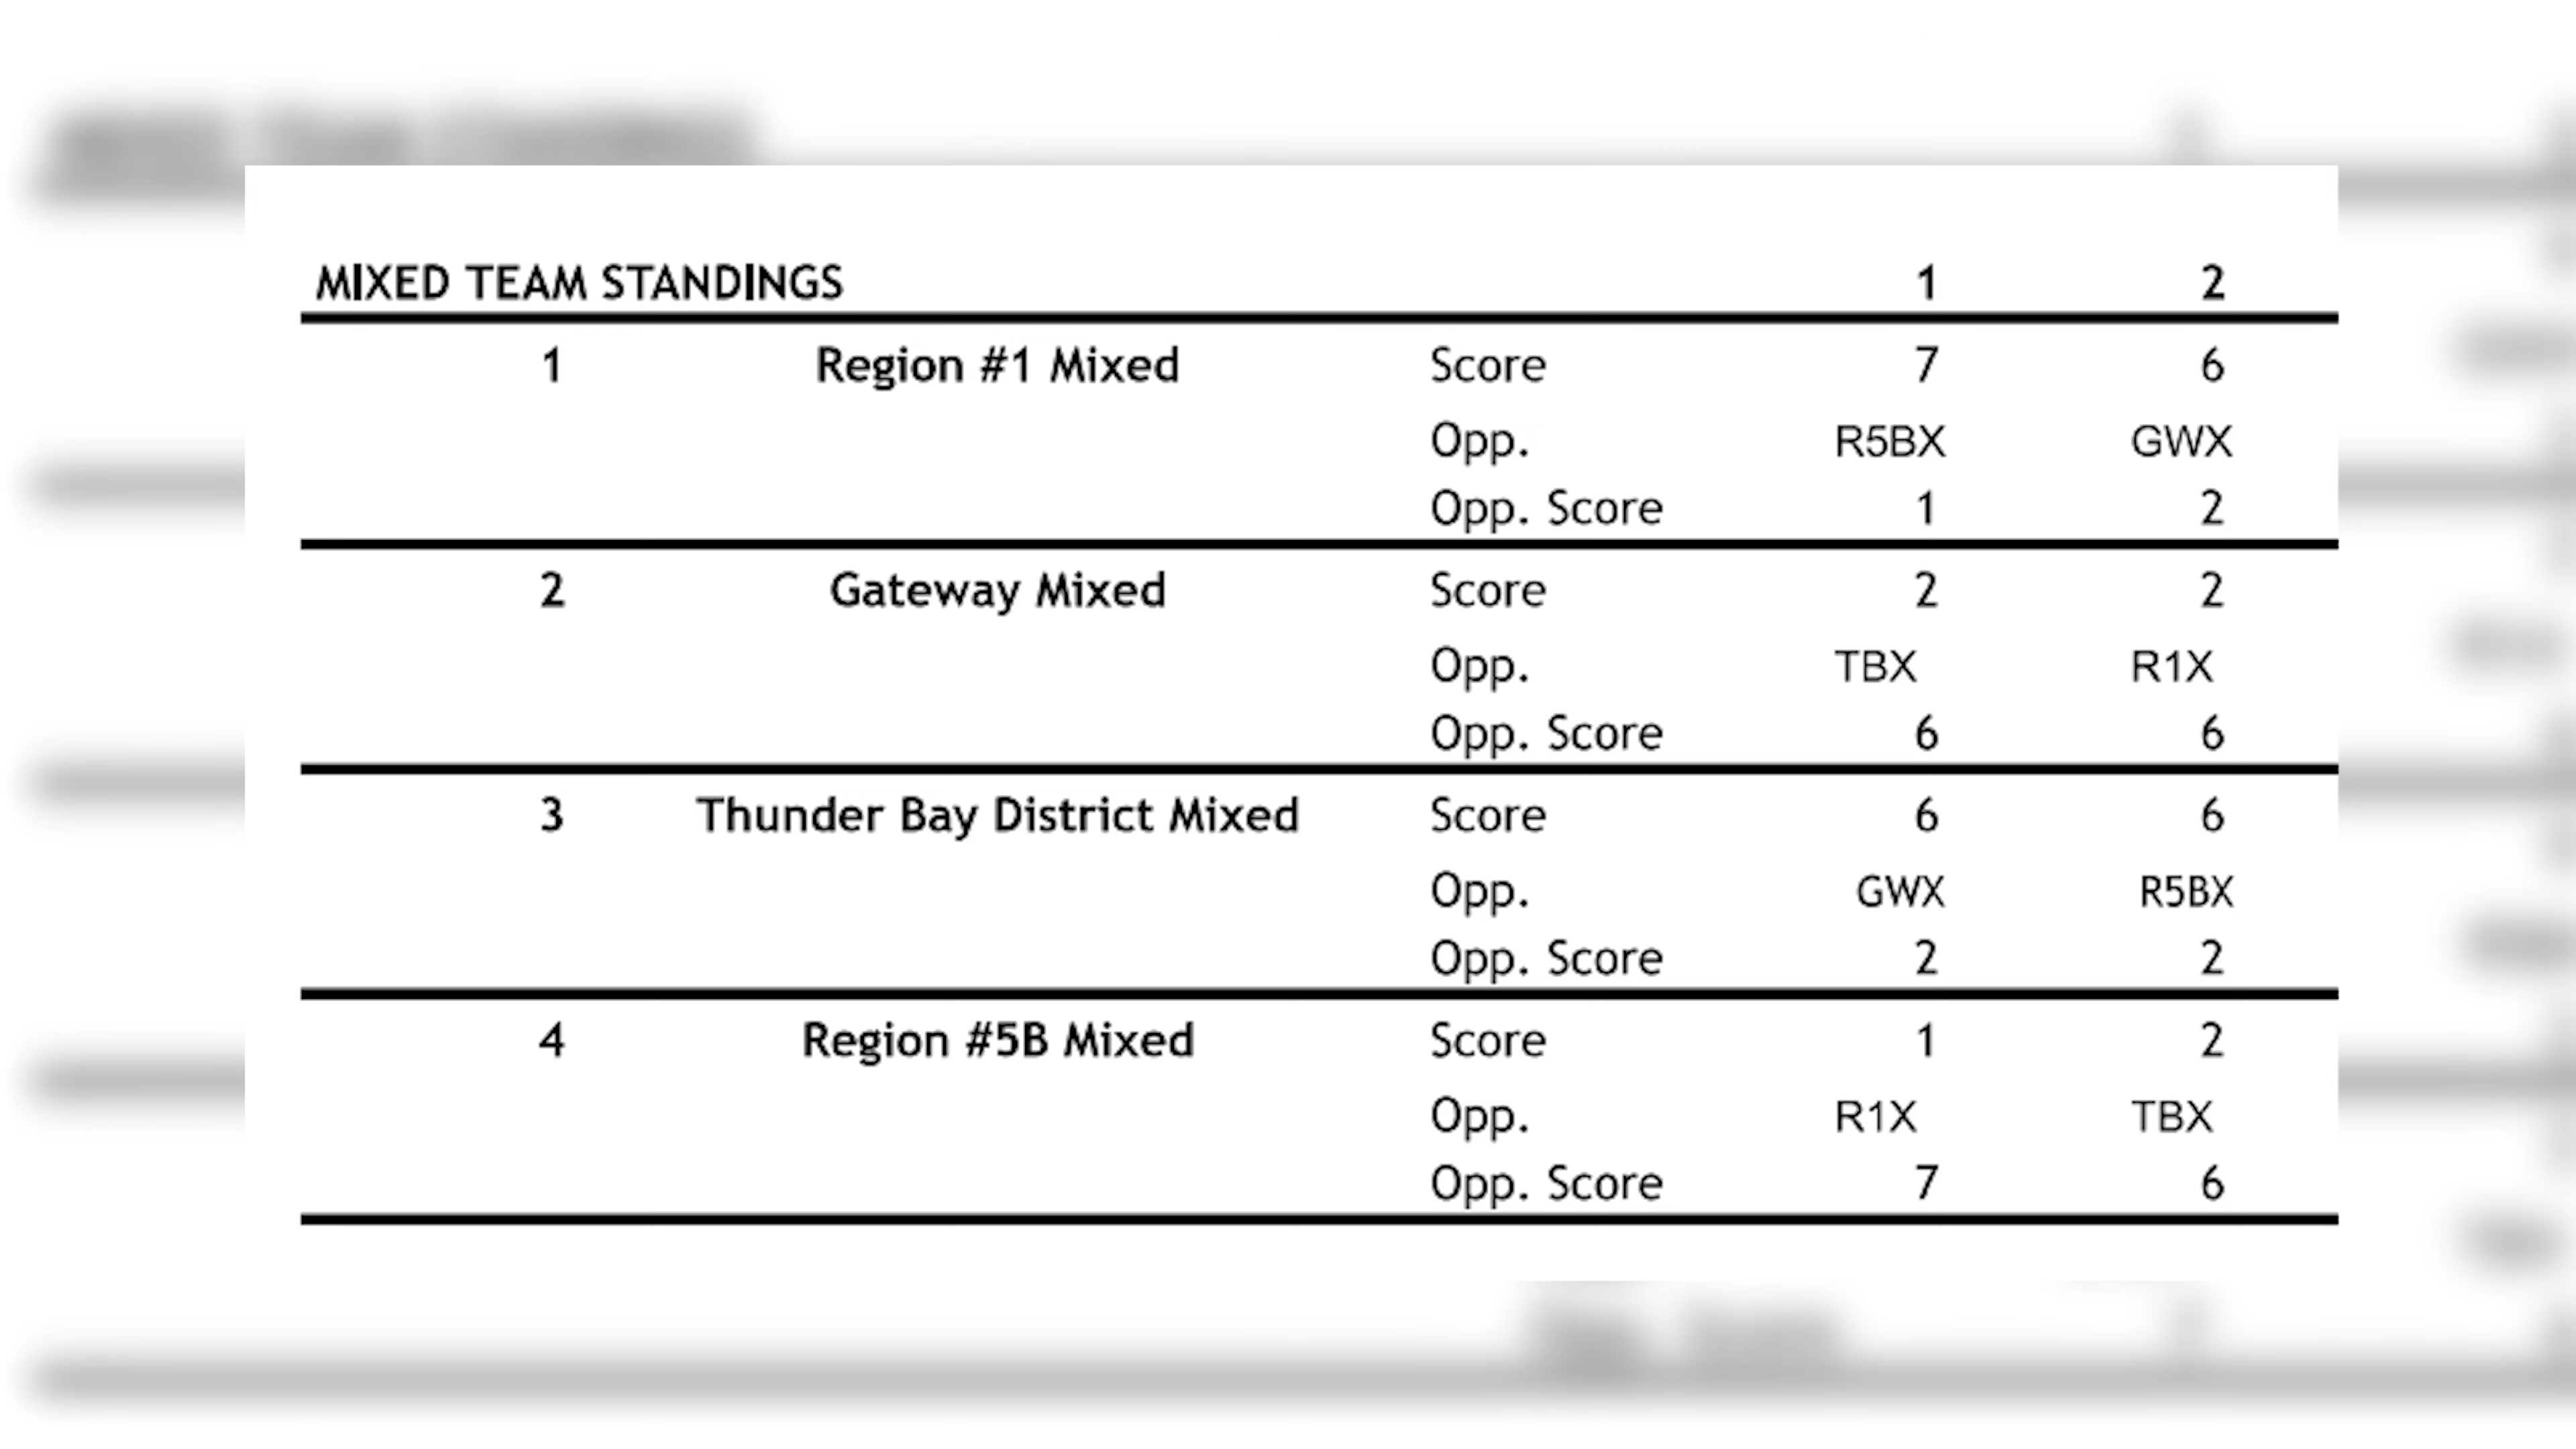 MIXED TEAM STANDINGS 1 2
1 Region #1 Mixed Score 7 6
Opp. R5BX GWX
Opp. Score 1 2
2 Gateway Mixed Score 2 2
Opp. TBX R1X
Opp. Score 6 6
3 Thunder Bay District Mixed Score 6 6
Opp. GWX R5BX
Opp. Score 2 2
4 Region #5B Mixed Score 1 2
Opp. R1X TBX
Opp. Score 7 6